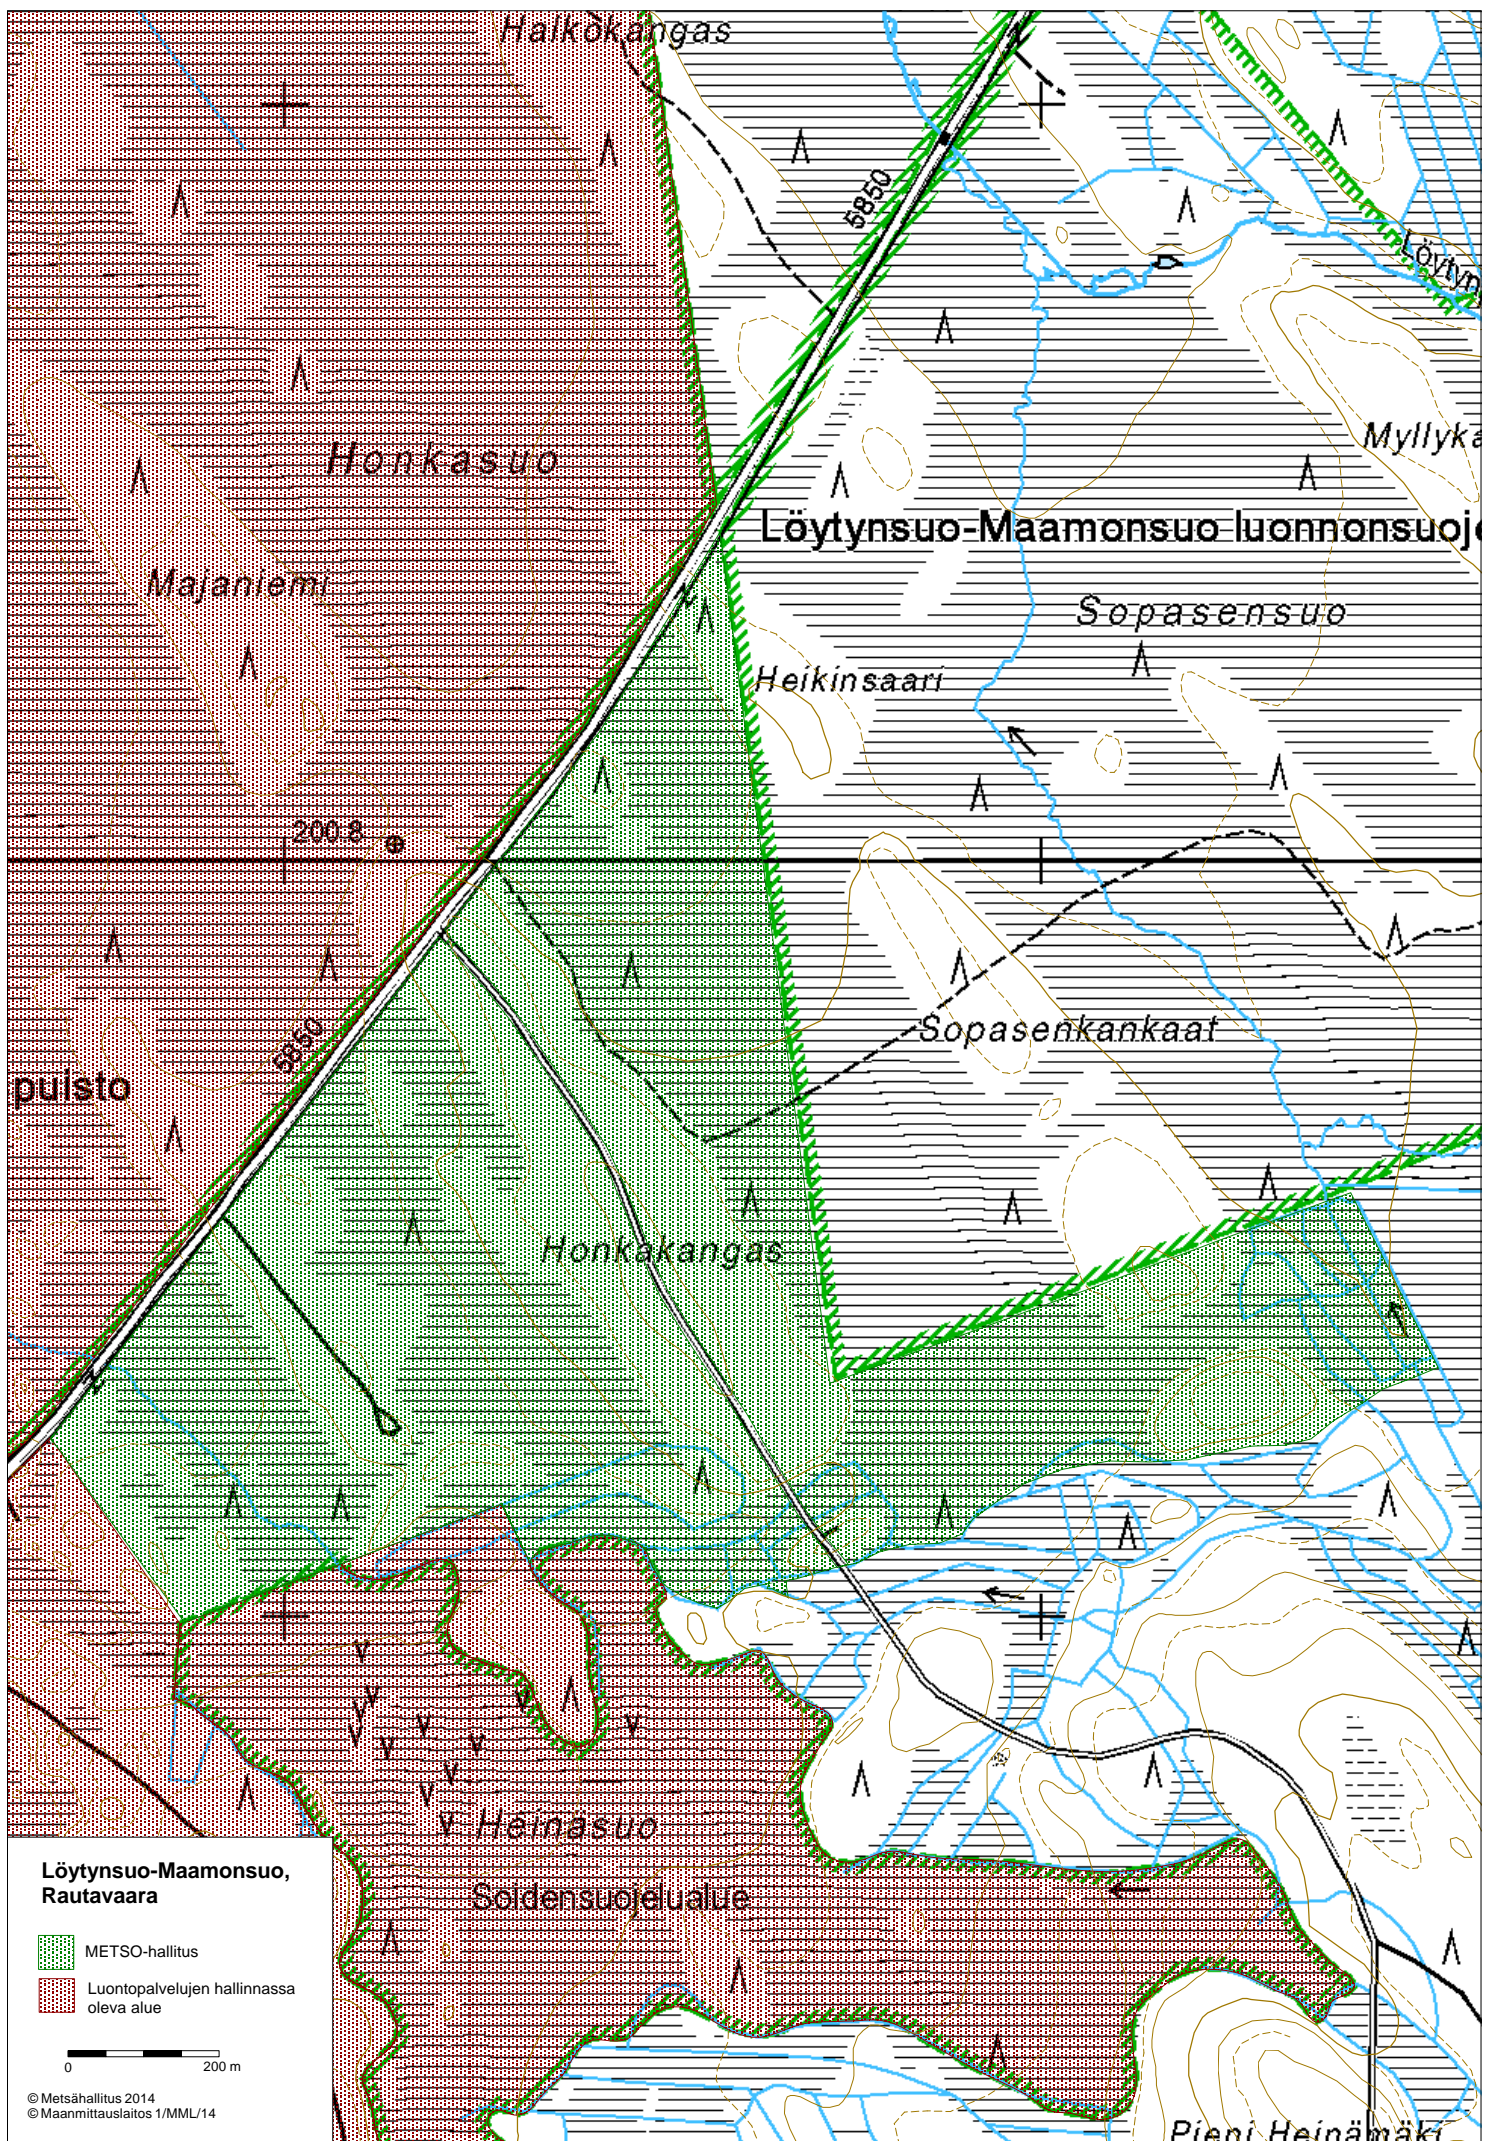 Halkokangas
5850
Löytyn
Myllyka
Honkasuo
Löytynsuo-Maamonsuo luonnonsuoje
Majaniemi
Sopasensuo
Heikinsaari
200.8
Sopasenkankaat
5850
puisto
Honkakangas
Heinäsuo
Soidensuojelualue
Löytynsuo-Maamonsuo,
Rautavaara
METSO-hallitus
Luontopalvelujen hallinnassa
oleva alue
0 200 m
© Metsähallitus 2014
© Maanmittauslaitos 1/MML/14
Pieni Heinämäki